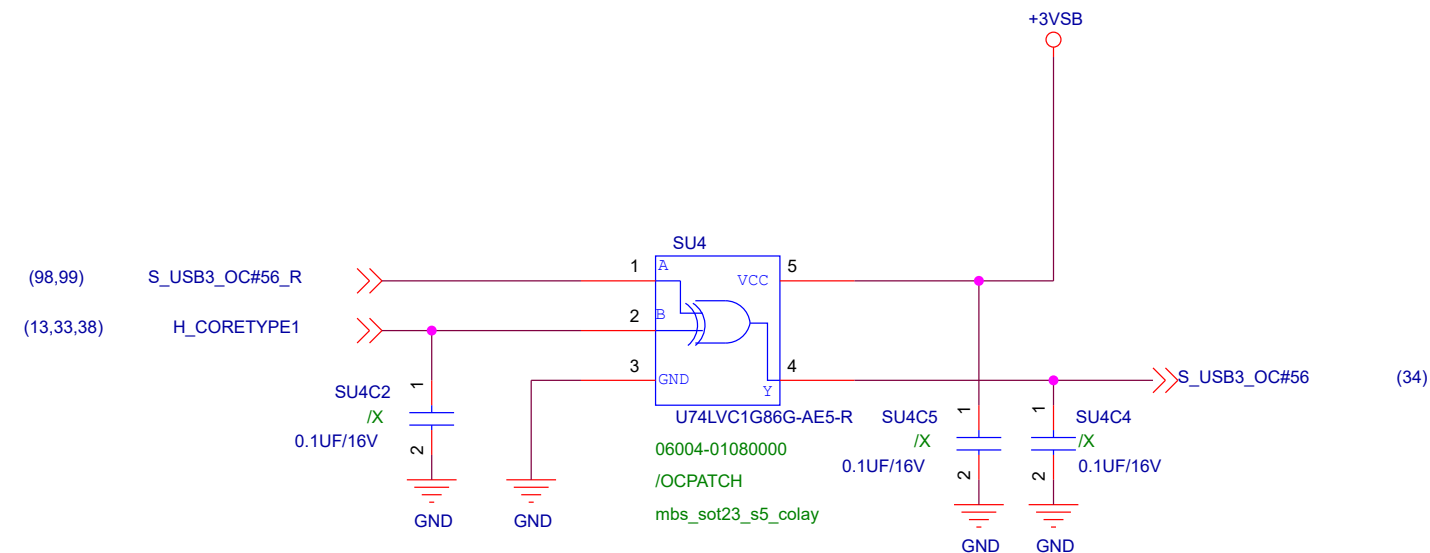 +3VSB
SU4
1
A
VCC
5
(98,99)
S_USB3_OC#56_R
2
B
(13,33,38)
H_CORETYPE1
3
GND
Y
4
S_USB3_OC#56
(34)
SU4C2
1
/X
0.1UF/16V
2
GND
GND
U74LVC1G86G-AE5-R
06004-01080000
/OCPATCH
mbs_sot23_s5_colay
SU4C5
1
/X
0.1UF/16V
2
GND
1
SU4C4
/X
0.1UF/16V
2
GND